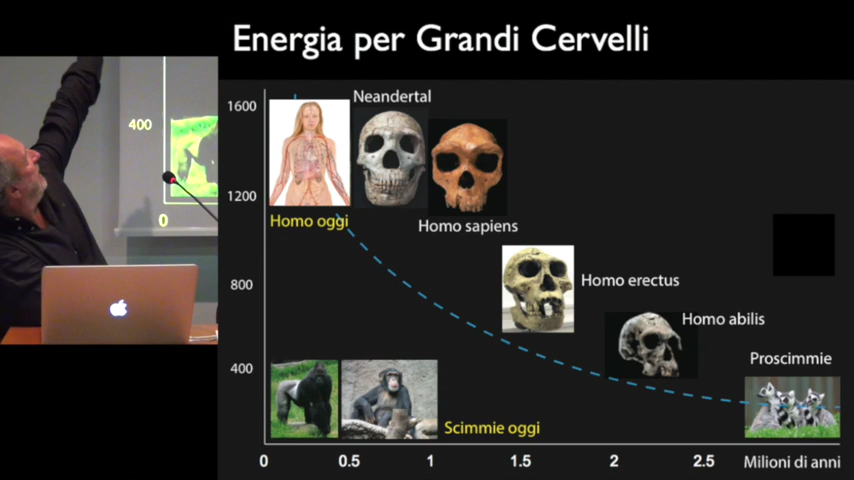 Energia per Grandi Cervelli
1600
Neandertal
400
1200
Homo oggi
Homo sapiens
0
800
Homo erectus
Homo abilis
400
Proscimmie
Scimmie oggi
0 0.5 1 1.5 2 2.5 Milioni di anni